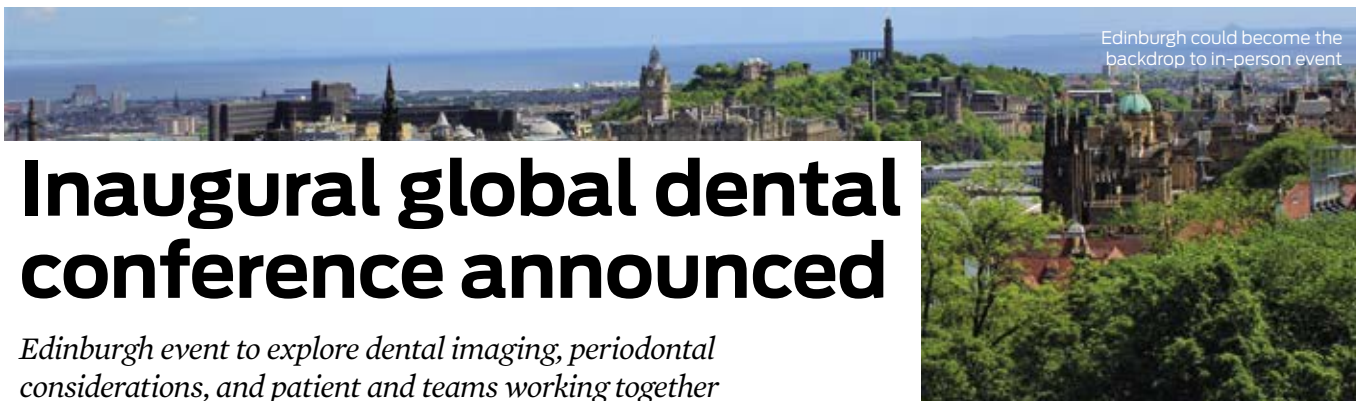 Edinburgh could become the
backdrop to in-person event
Inaugural global dental
conference announced
Edinburgh event to explore dental imaging, periodontal
considerations, and patient and teams working together